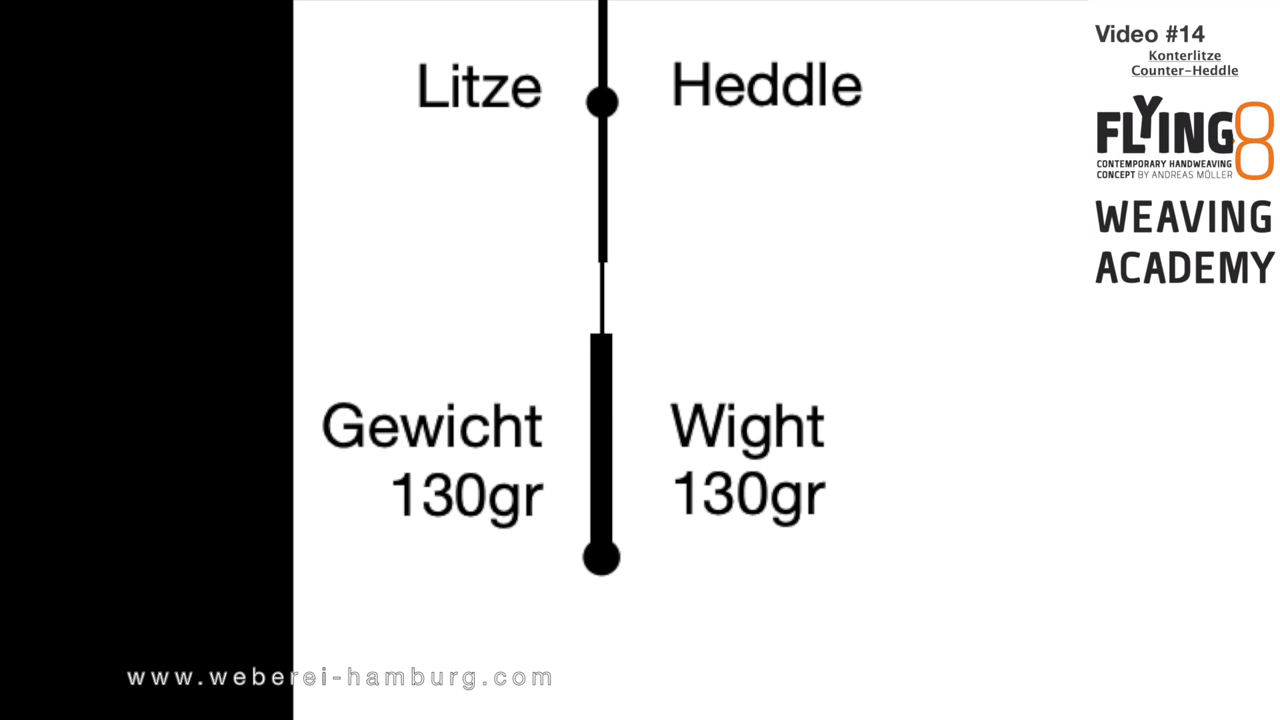 Litze
Heddle
Gewicht
130gr
Wight
130gr
Video #14
Konterlitze
Counter-Heddle
FLYING8
CONTEMPORARY HANDWEAVING
CONCEPT BY ANDREAS MÖLLER
WEAVING
ACADEMY
www.weberei-hamburg.com